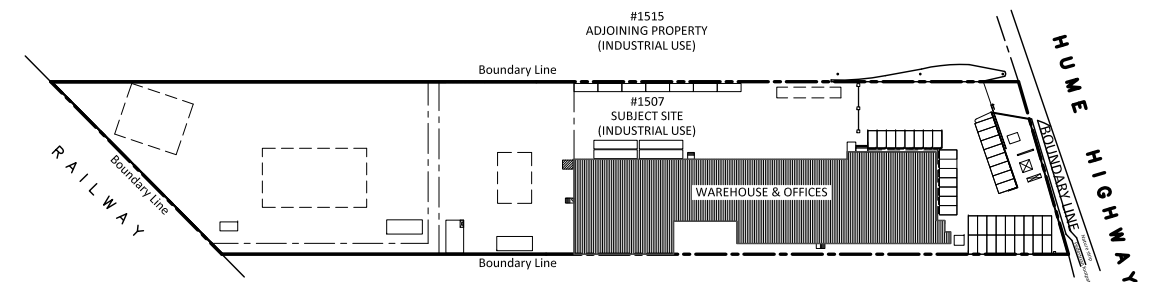 #1515
ADJOINING PROPERTY
(INDUSTRIAL USE)
Boundary Line
HUME HIGHWAY
#1507
SUBJECT SITE
(INDUSTRIAL USE)
BOUNDARY LINE
RAILWAY
Boundary Line
WAREHOUSE & OFFICES
Boundary Line